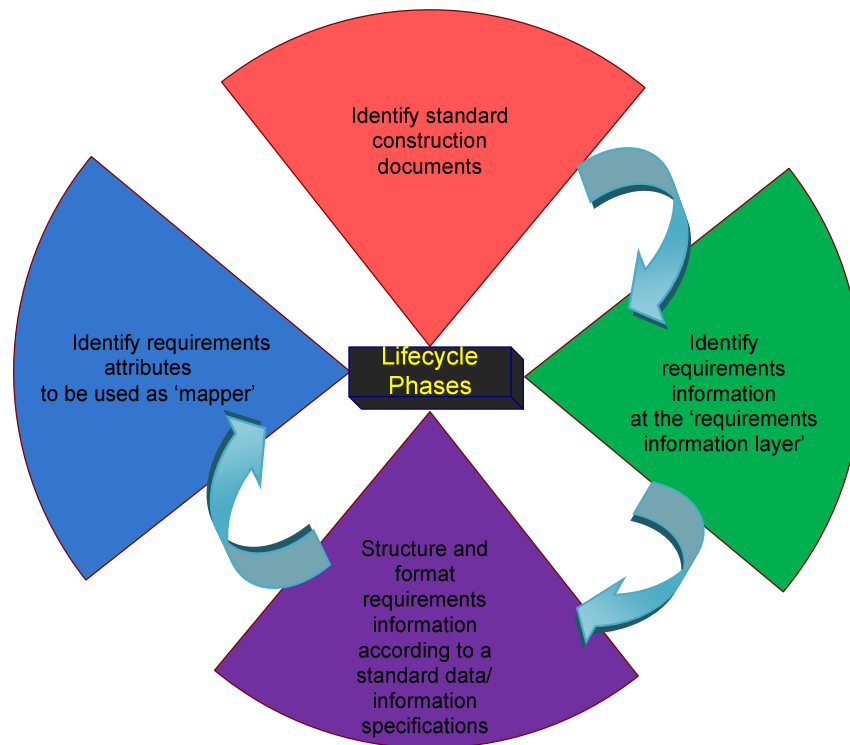 Identify standard
construction
documents
Identify
requirements
information
at the ‘requirements
information layer’
Structure and
format
requirements
information
according to a
standard data/
information
specifications
Identify requirements
attributes
to be used as ‘mapper’
Lifecycle
Phases